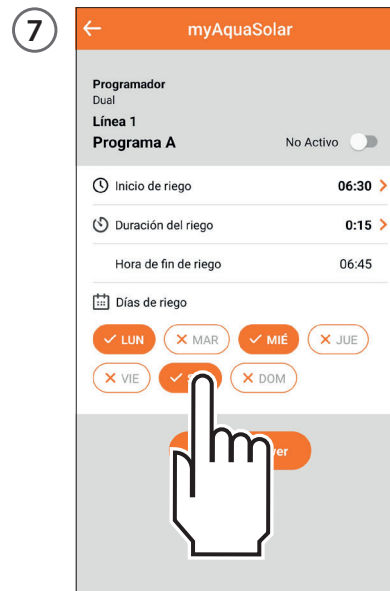 7
myAquaSolar
Programador
Dual
Línea 1
Programa A No Activo
Inicio de riego 06:30
Duración del riego 0:15
Hora de fin de riego 06:45
Días de riego
LUN MAR MIÉ JUE
VIE DOM